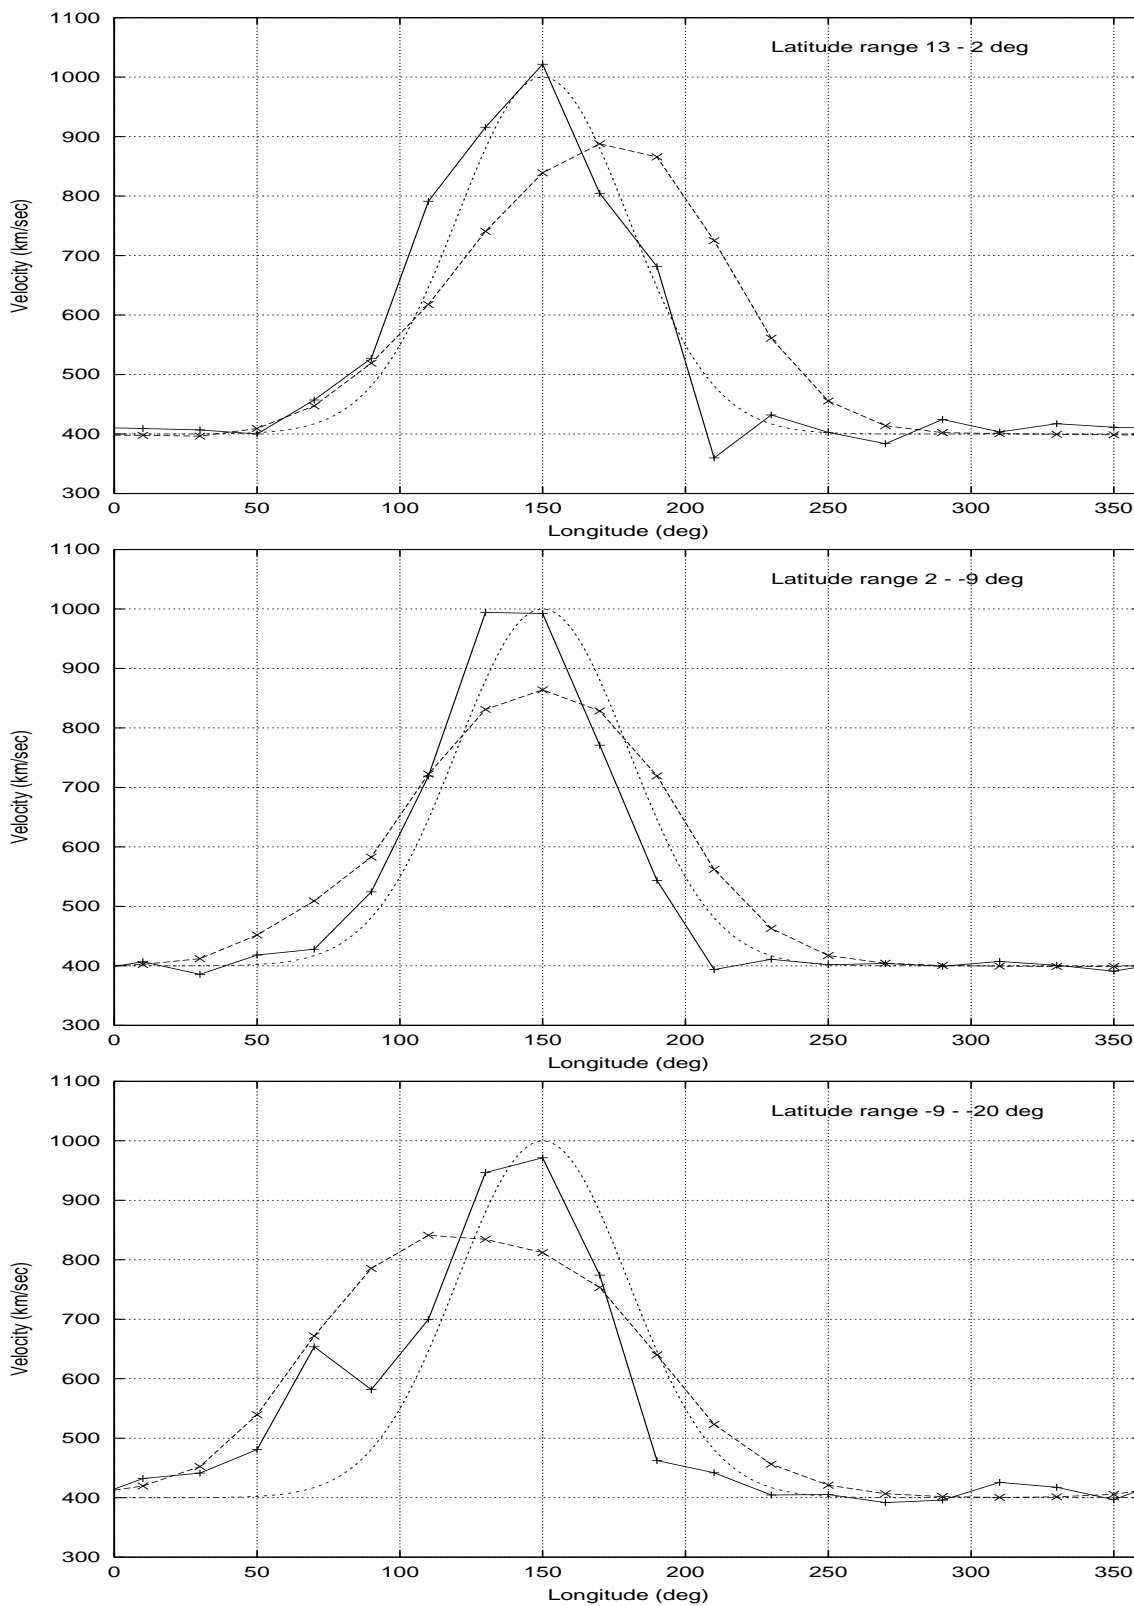 1100
Latitude range 13 - 2 deg
1000
900
800
700
600
500
400
300
Velocity (km/sec)
0 50 100 150 200 250 300 350
Longitude (deg)
1100
Latitude range 2 - -9 deg
1000
900
800
700
600
500
400
300
Velocity (km/sec)
0 50 100 150 200 250 300 350
Longitude (deg)
1100
Latitude range -9 - -20 deg
1000
900
800
700
600
500
400
300
Velocity (km/sec)
0 50 100 150 200 250 300 350
Longitude (deg)